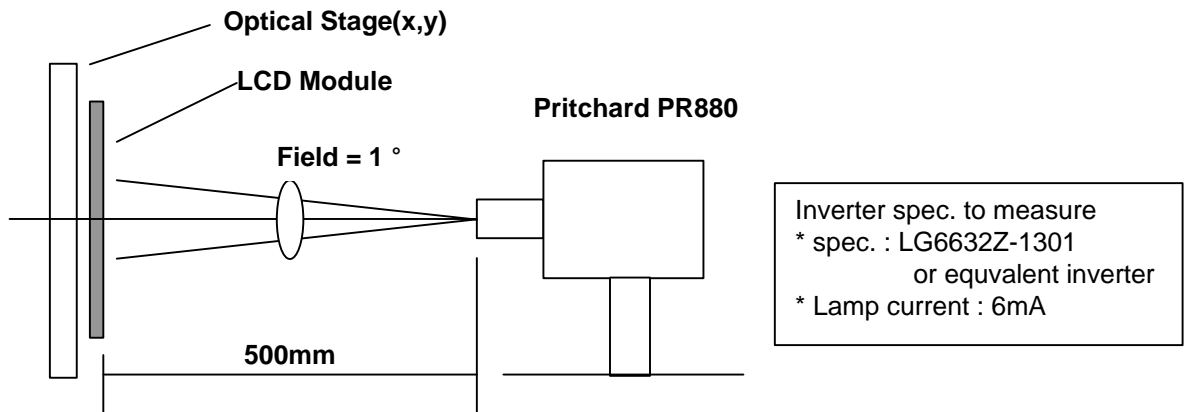 Optical Stage(x,y)
LCD Module
Pritchard PR880
Field = 1 °
Inverter spec. to measure
* spec. : LG6632Z-1301
or equvalent inverter
* Lamp current : 6mA
500mm